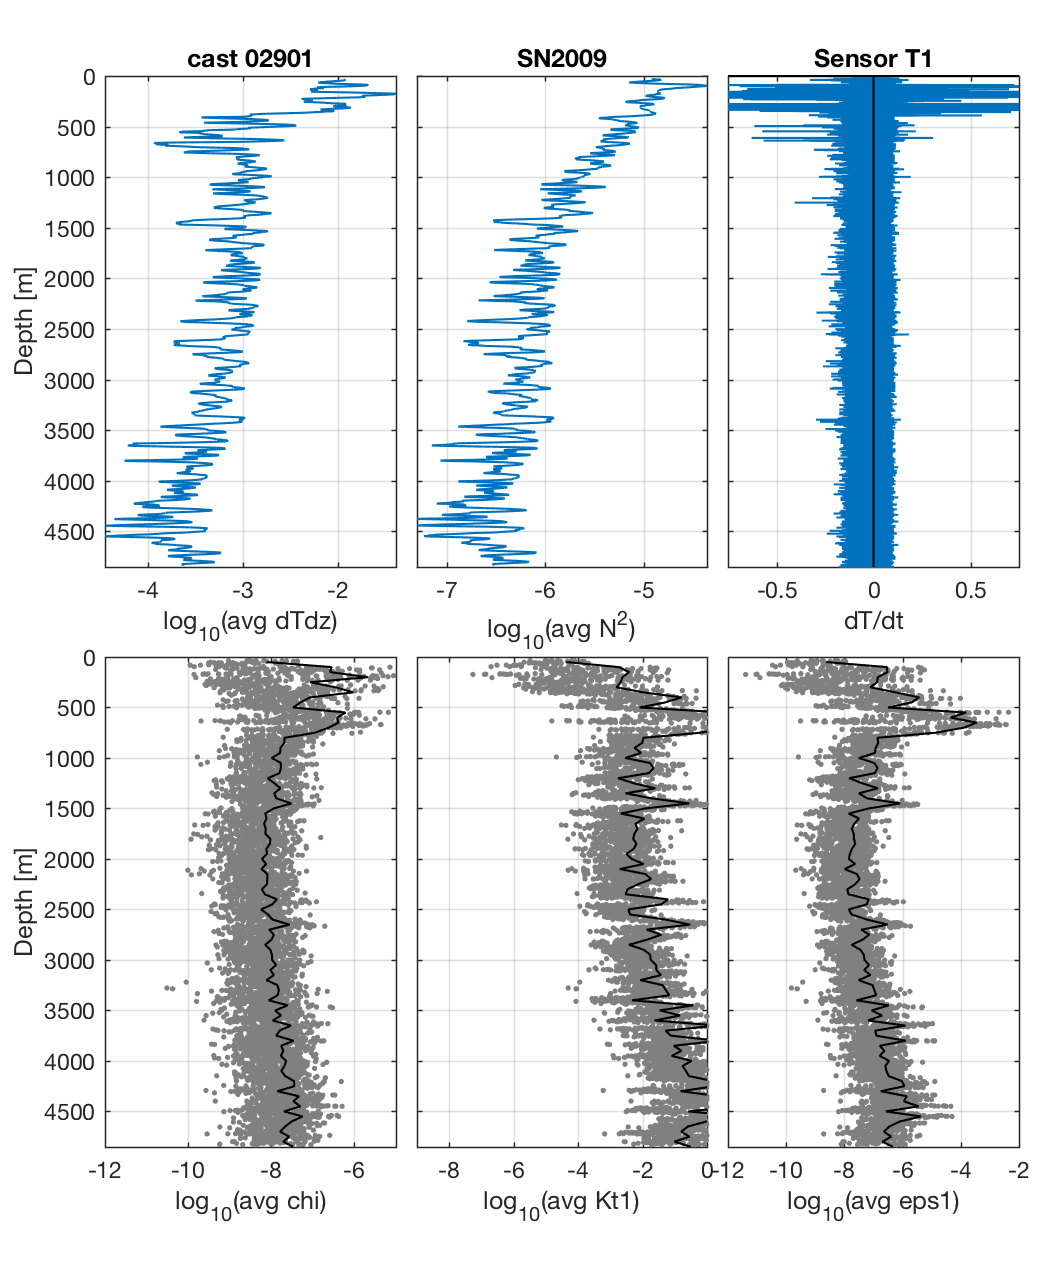 cast 02901 SN2009 Sensor T1
0
500
1000
1500
2000
2500
3000
3500
4000
4500
Depth [m]
-4 -3 -2 -7 -6 -5 -0.5 0 0.5
log10(avg dTdz) log10(avg N2) dT/dt
0
500
1000
1500
2000
2500
3000
3500
4000
4500
Depth [m]
-12 -10 -8 -6 -8 -6 -4 -2 0 -12 -10 -8 -6 -4 -2
log10(avg chi) log10(avg Kt1) log10(avg eps1)